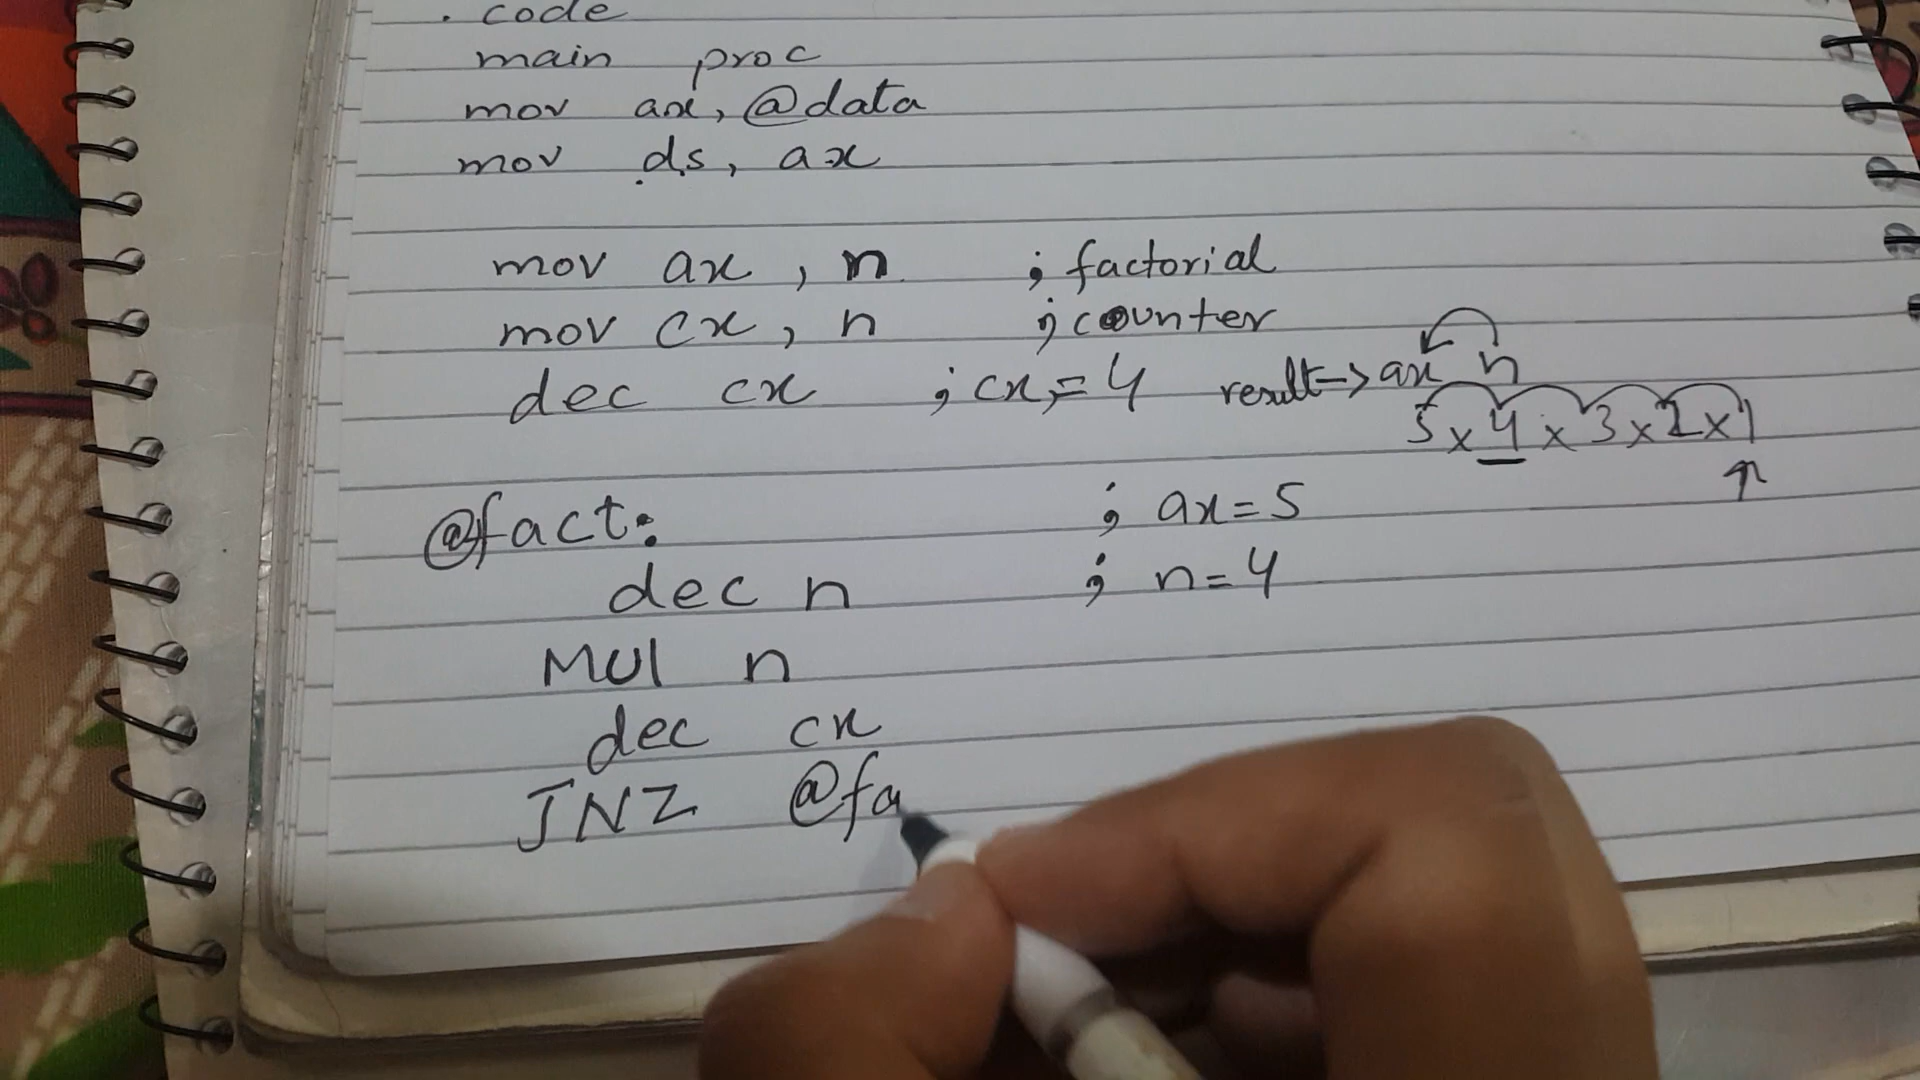 . code
main proc
mov ax, @data
mov ds, ax
mov ax, n ; factorial
mov cx, n ; counter
dec cx ; cx = 4 result -> ax n
5 x 4 x 3 x 2 x 1
@fact: ; ax = 5
dec n ; n = 4
MUl n
dec cx
JNZ @fa